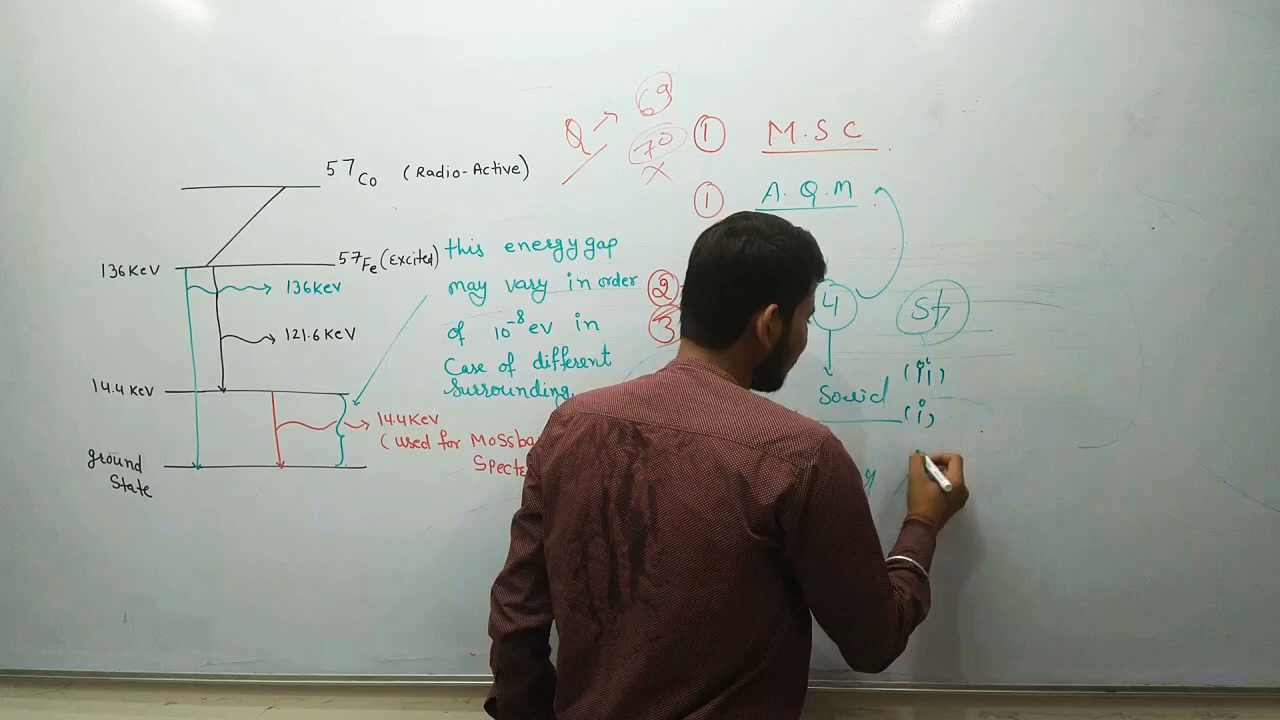 57Co (Radio-Active)
136KeV
57Fe (Excited)
136KeV
121.6 KeV
14.4 KeV
14.4KeV
(used for Mossba
Spect
ground
State
this energy gap
may vary in order
of 10-8 ev in
Case of different
Surrounding
Q → 69
70
① M.S.C
① A.Q.M
②
③
4
(ii)
(i)
y